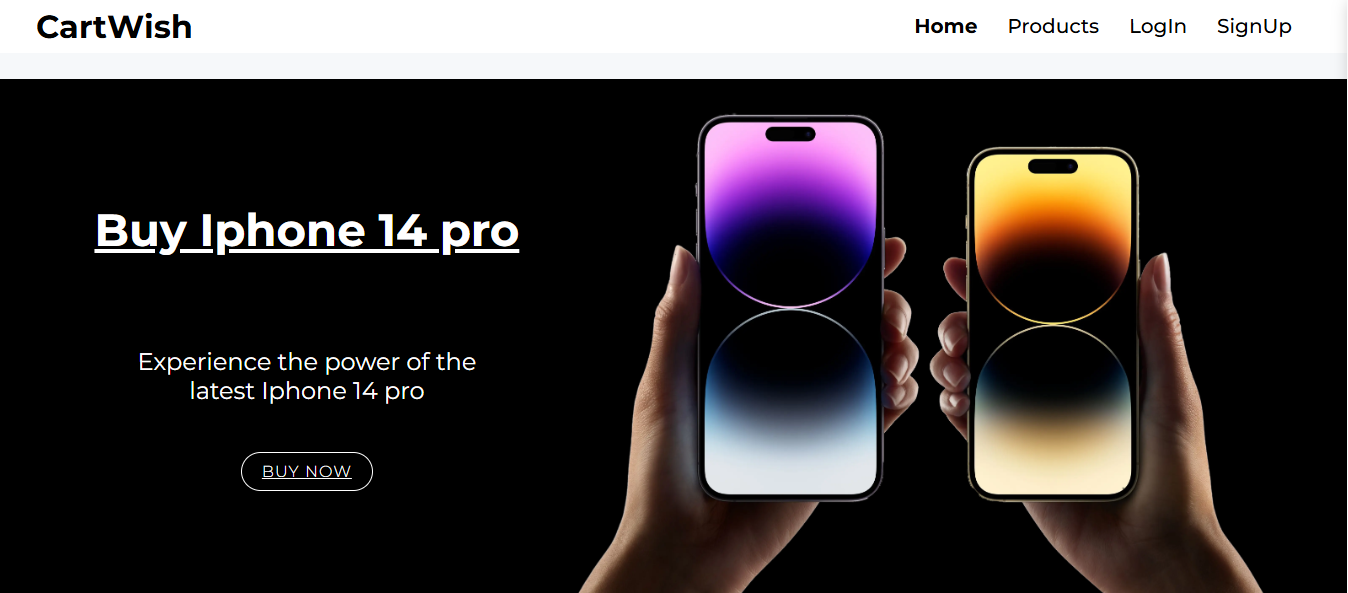 CartWish
Home Products LogIn SignUp
Buy Iphone 14 pro
Experience the power of the
latest Iphone 14 pro
BUY NOW